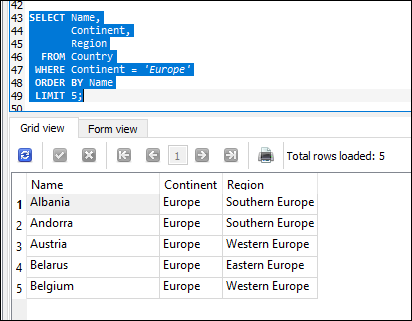 42
43 SELECT Name,
44 Continent,
45 Region
46 FROM Country
47 WHERE Continent = 'Europe'
48 ORDER BY Name
49 LIMIT 5;
50
Grid view Form view
1 Total rows loaded: 5
Name Continent Region
1 Albania Europe Southern Europe
2 Andorra Europe Southern Europe
3 Austria Europe Western Europe
4 Belarus Europe Eastern Europe
5 Belgium Europe Western Europe